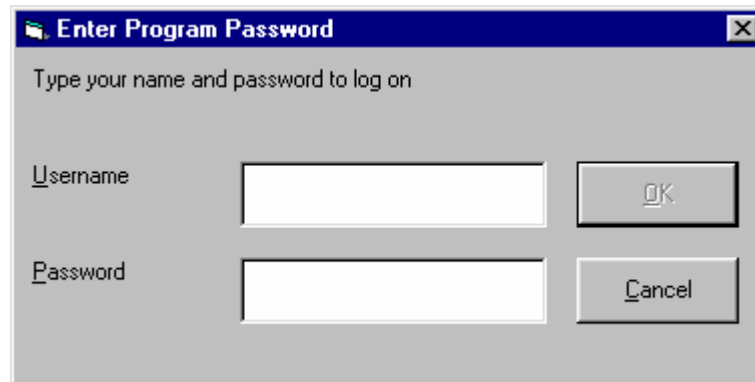 Enter Program Password
Type your name and password to log on
Username
OK
Password
Cancel